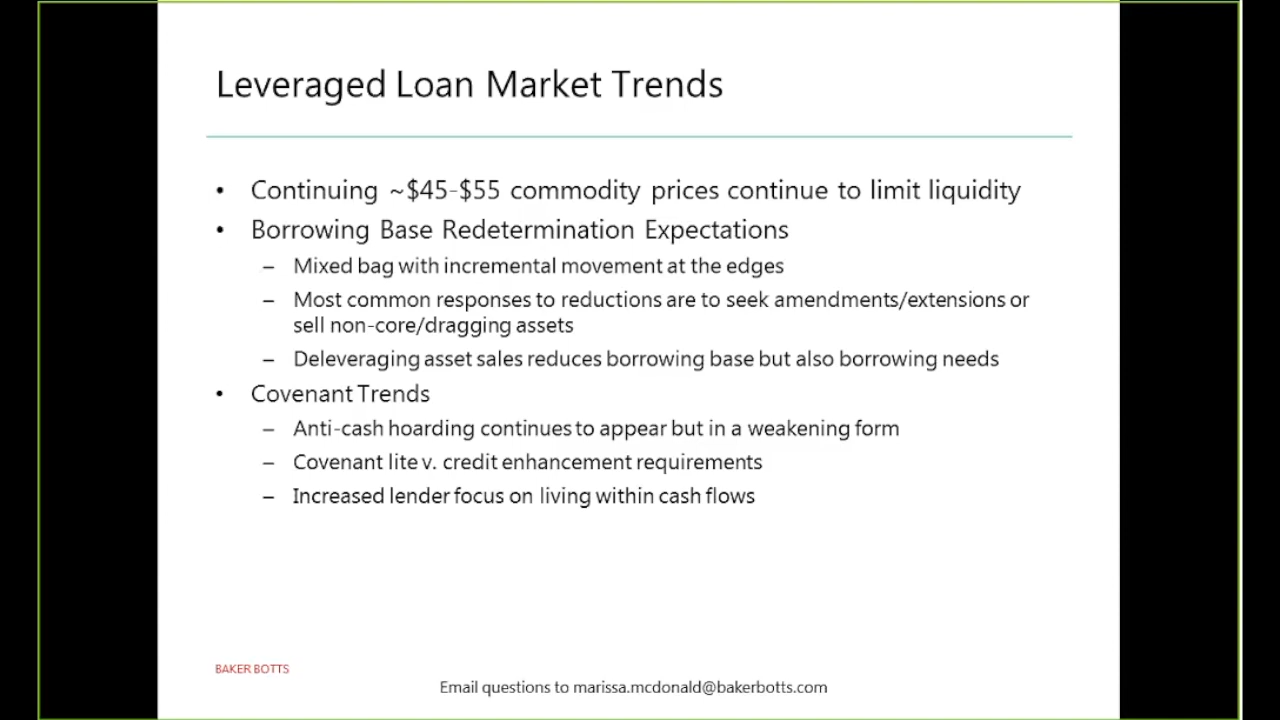 Leveraged Loan Market Trends
• Continuing ~$45-$55 commodity prices continue to limit liquidity
• Borrowing Base Redetermination Expectations
– Mixed bag with incremental movement at the edges
– Most common responses to reductions are to seek amendments/extensions or
sell non-core/dragging assets
– Deleveraging asset sales reduces borrowing base but also borrowing needs
• Covenant Trends
– Anti-cash hoarding continues to appear but in a weakening form
– Covenant lite v. credit enhancement requirements
– Increased lender focus on living within cash flows
BAKER BOTTS
Email questions to marissa.mcdonald@bakerbotts.com